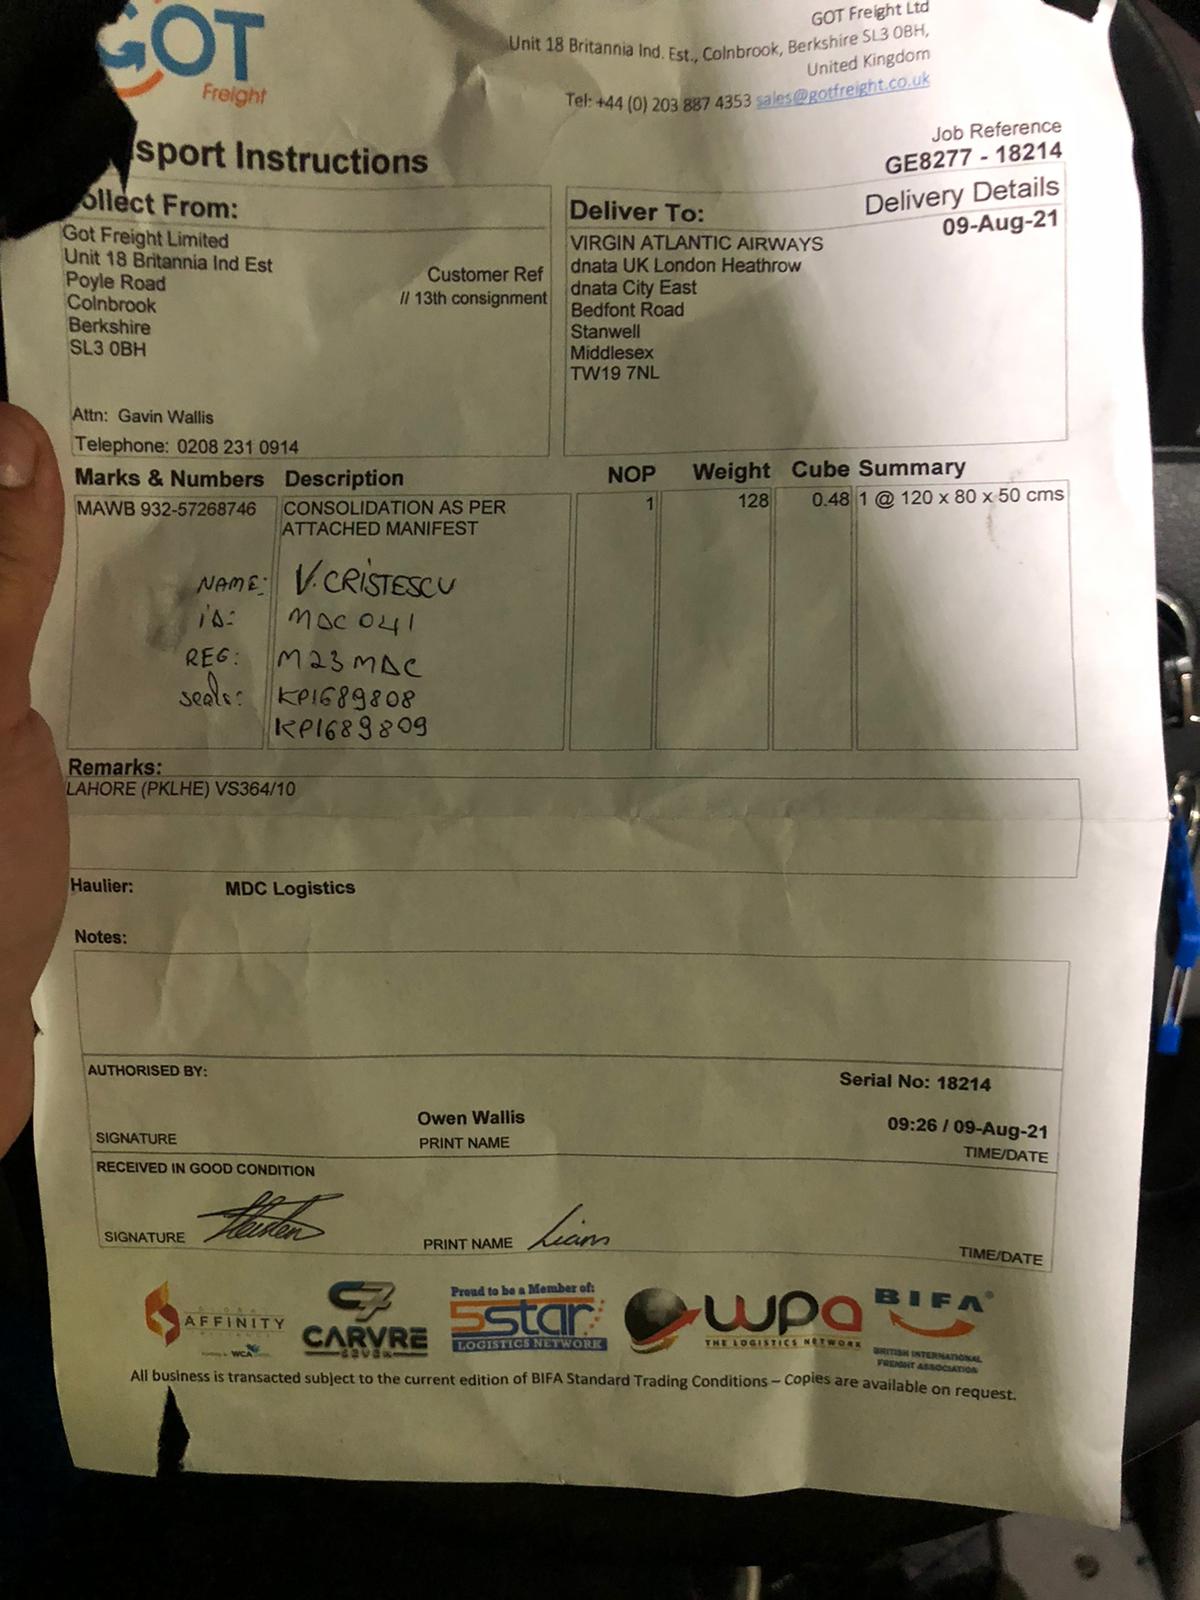 GOT
Freight
GOT Freight Ltd
Unit 18 Britannia Ind. Est., Colnbrook, Berkshire SL3 0BH,
United Kingdom
Tel: +44 (0) 203 887 4353 sales@gotfreight.co.uk
sport Instructions
Job Reference
GE8277 - 18214
ollect From:
Got Freight Limited
Unit 18 Britannia Ind Est
Poyle Road
Colnbrook
Berkshire
SL3 0BH
Customer Ref
// 13th consignment
Attn: Gavin Wallis
Telephone: 0208 231 0914
Deliver To:
Delivery Details
09-Aug-21
VIRGIN ATLANTIC AIRWAYS
dnata UK London Heathrow
dnata City East
Bedfont Road
Stanwell
Middlesex
TW19 7NL
Marks & Numbers Description NOP Weight Cube Summary
MAWB 932-57268746 CONSOLIDATION AS PER 1 128 0.48 1 @ 120 x 80 x 50 cms
ATTACHED MANIFEST
NAME: V. CRISTESCU
iD: MDC 041
REG: M23 MDC
seals: KP1689808
KP1689809
Remarks:
LAHORE (PKLHE) VS364/10
Haulier: MDC Logistics
Notes:
AUTHORISED BY:
Serial No: 18214
Owen Wallis 09:26 / 09-Aug-21
SIGNATURE PRINT NAME TIME/DATE
RECEIVED IN GOOD CONDITION
SIGNATURE PRINT NAME Liam TIME/DATE
AFFINITY
WCA
C7
CARVRE
SEVEN
Proud to be a Member of:
5star
LOGISTICS NETWORK
wpa
THE LOGISTICS NETWORK
BIFA
BRITISH INTERNATIONAL
FREIGHT ASSOCIATION
All business is transacted subject to the current edition of BIFA Standard Trading Conditions – Copies are available on request.